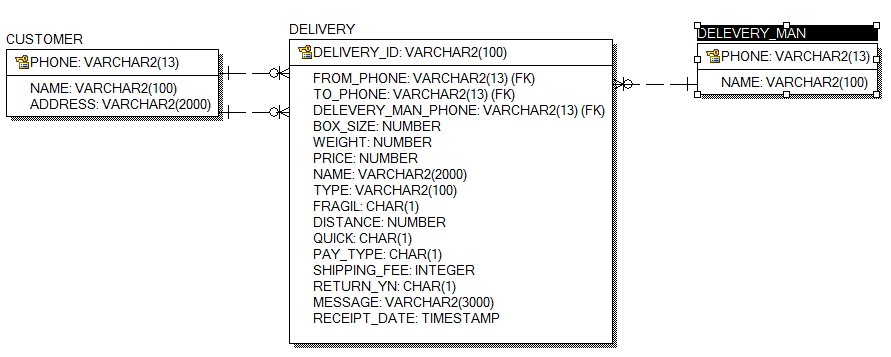 CUSTOMER
PHONE: VARCHAR2(13)
NAME: VARCHAR2(100)
ADDRESS: VARCHAR2(2000)
DELIVERY
DELIVERY_ID: VARCHAR2(100)
FROM_PHONE: VARCHAR2(13) (FK)
TO_PHONE: VARCHAR2(13) (FK)
DELEVERY_MAN_PHONE: VARCHAR2(13) (FK)
BOX_SIZE: NUMBER
WEIGHT: NUMBER
PRICE: NUMBER
NAME: VARCHAR2(2000)
TYPE: VARCHAR2(100)
FRAGIL: CHAR(1)
DISTANCE: NUMBER
QUICK: CHAR(1)
PAY_TYPE: CHAR(1)
SHIPPING_FEE: INTEGER
RETURN_YN: CHAR(1)
MESSAGE: VARCHAR2(3000)
RECEIPT_DATE: TIMESTAMP
DELEVERY_MAN
PHONE: VARCHAR2(13)
NAME: VARCHAR2(100)